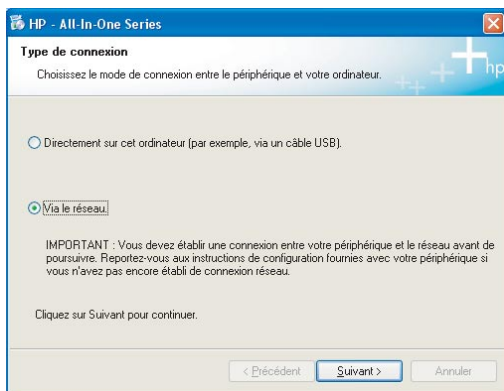 HP - All-In-One Series
Type de connexion
Choisissez le mode de connexion entre le périphérique et votre ordinateur.
hp
Directement sur cet ordinateur (par exemple, via un câble USB).
Via le réseau.
IMPORTANT : Vous devez établir une connexion entre votre périphérique et le réseau avant de
poursuivre. Reportez-vous aux instructions de configuration fournies avec votre périphérique si
vous n'avez pas encore établi de connexion réseau.
Cliquez sur Suivant pour continuer.
< Précédent Suivant > Annuler